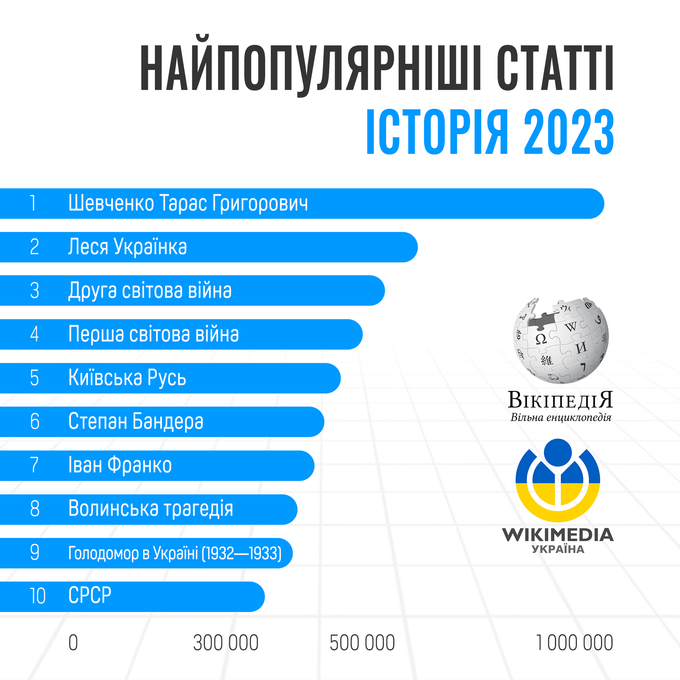 НАЙПОПУЛЯРНІШІ СТАТТІ
ІСТОРІЯ 2023
1 Шевченко Тарас Григорович
2 Леся Українка
3 Друга світова війна
4 Перша світова війна
5 Київська Русь
6 Степан Бандера
7 Іван Франко
8 Волинська трагедія
9 Голодомор в Україні (1932—1933)
10 СРСР
0 300 000 500 000 1 000 000
Ω W И 維
ВІКІПЕДІЯ
Вільна енциклопедія
WIKIMEDIA
УКРАЇНА